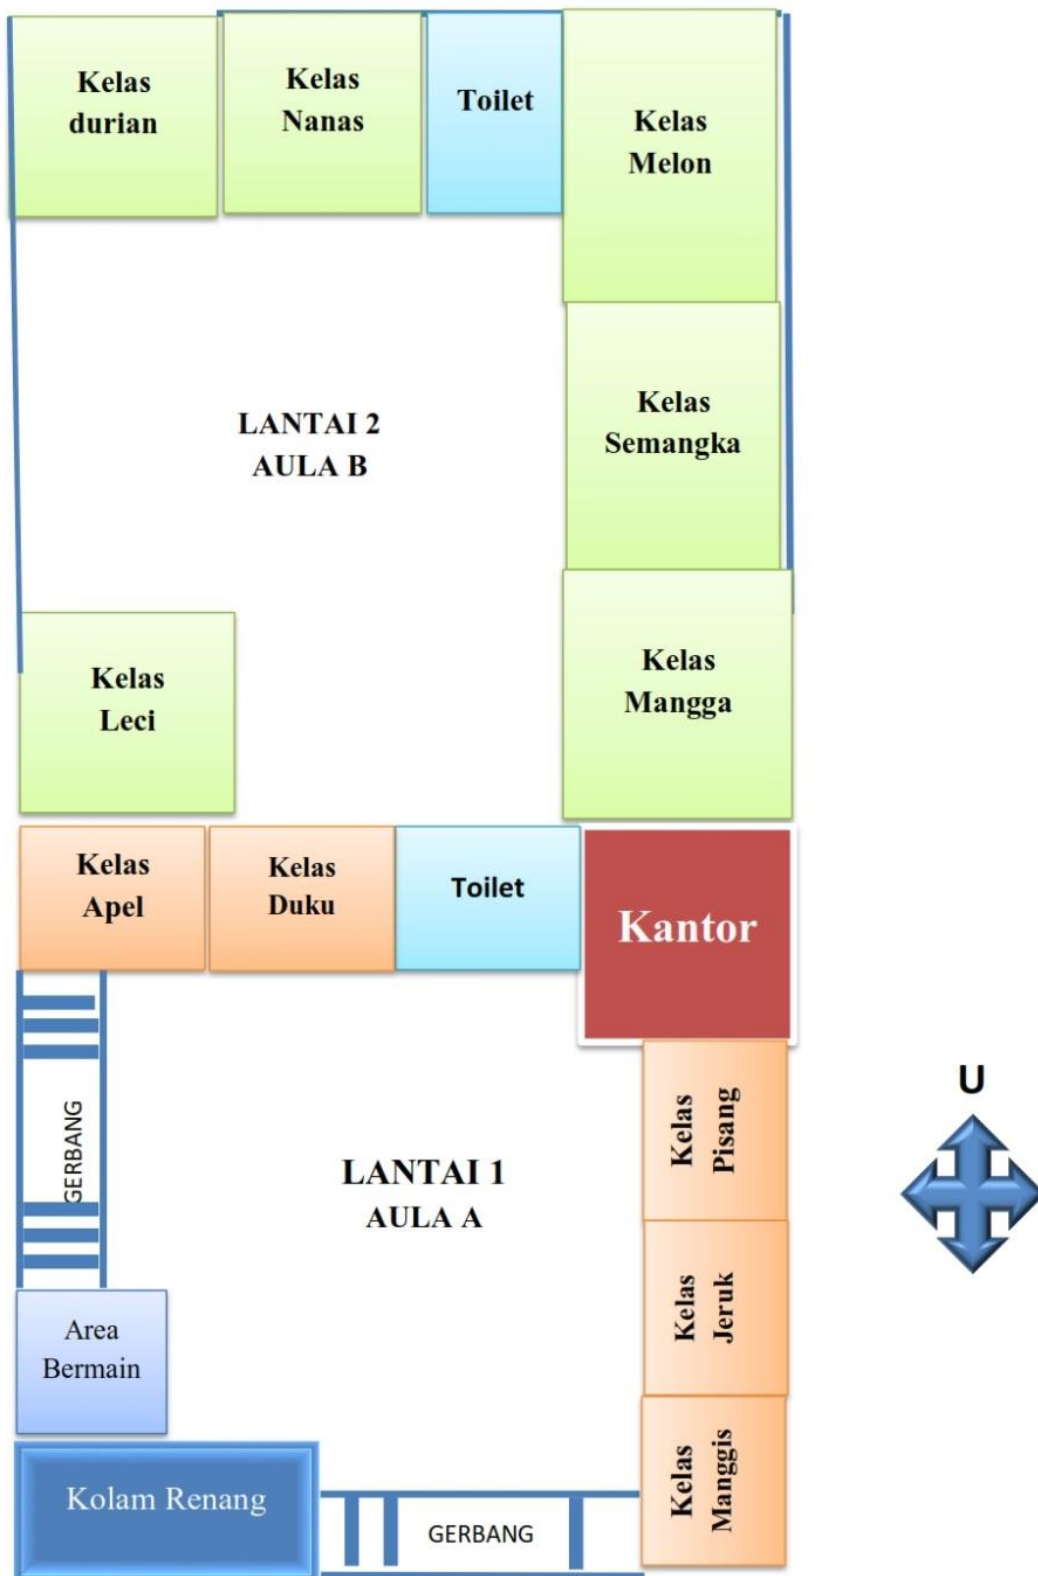 Kelas
durian
Kelas
Nanas
Toilet
Kelas
Melon
Kelas
Semangka
LANTAI 2
AULA B
Kelas
Leci
Kelas
Mangga
Kelas
Apel
Kelas
Duku
Toilet
Kantor
GERBANG
LANTAI 1
AULA A
Kelas
Pisang
U
Kelas
Jeruk
Area
Bermain
Kelas
Manggis
Kolam Renang
GERBANG